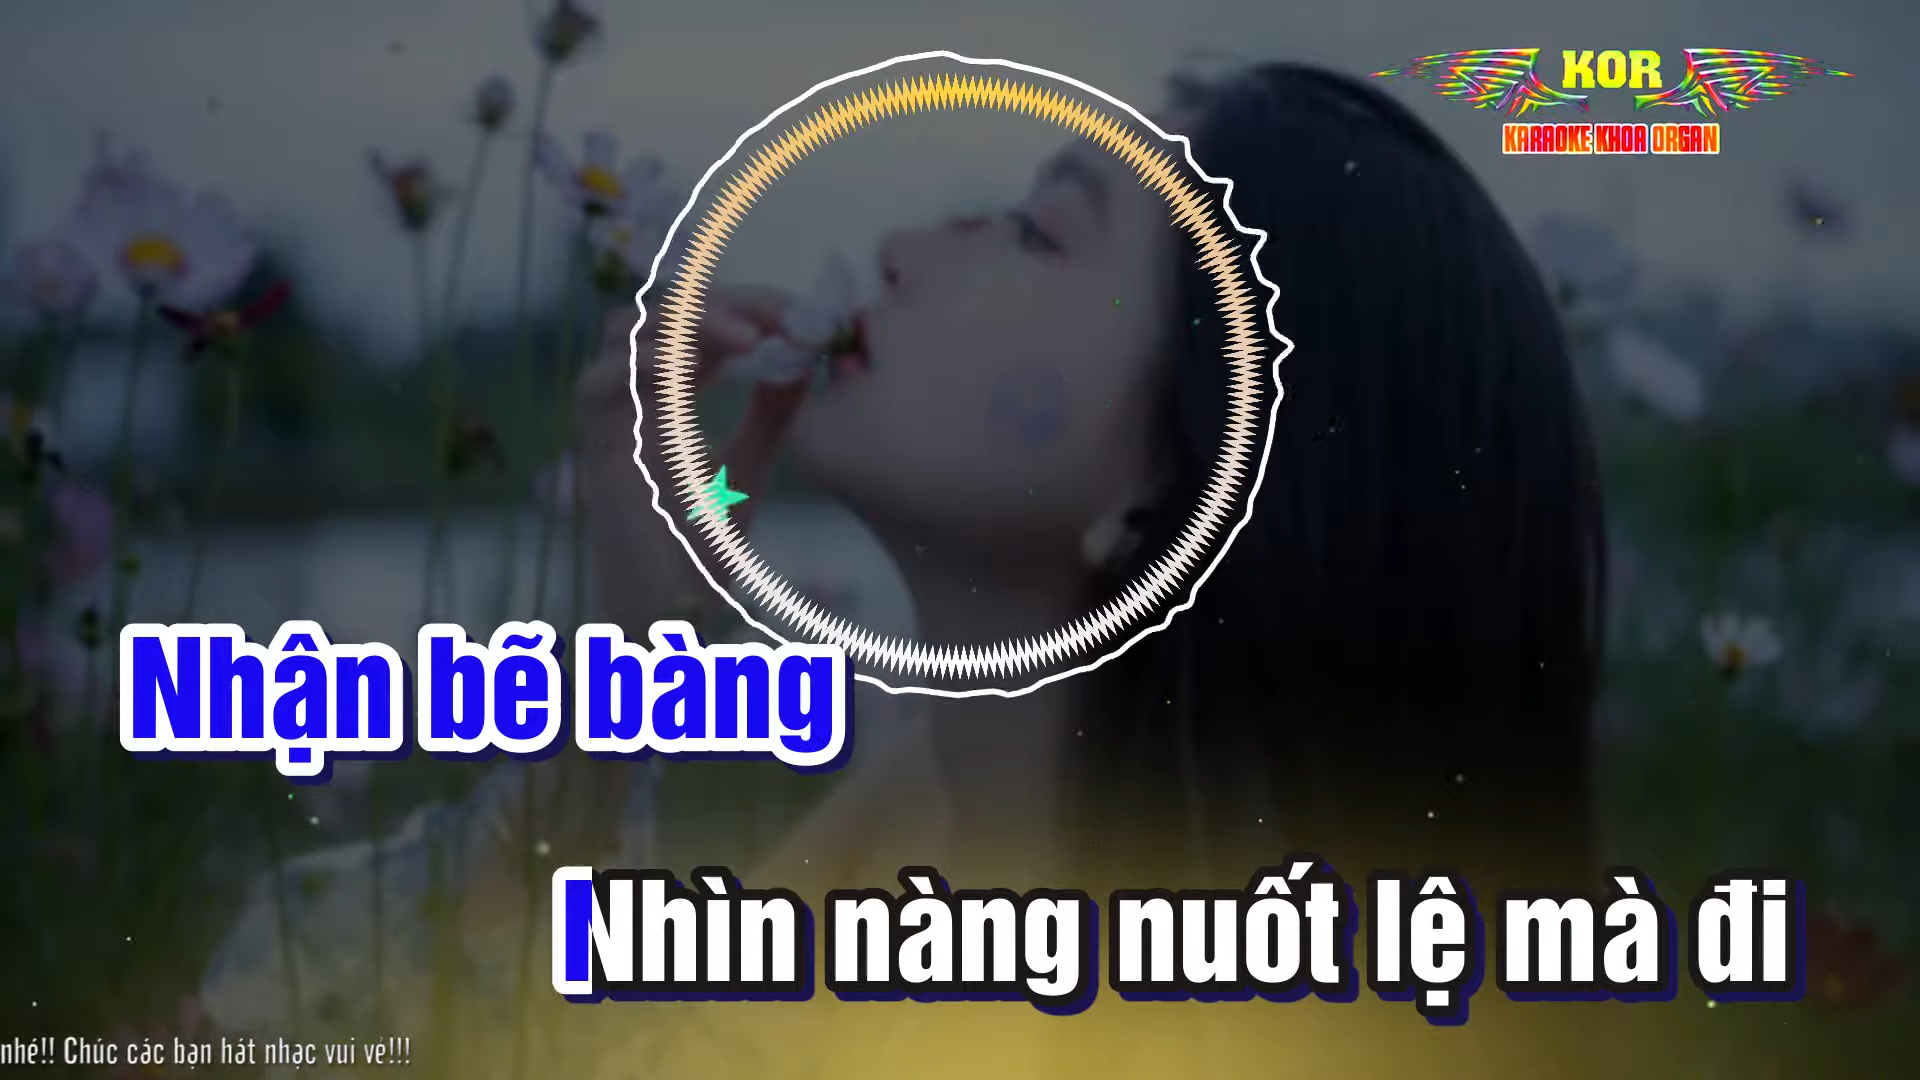 KOR
KARAOKE KHOA ORGAN
Nhận bẽ bàng
Nhìn nàng nuốt lệ mà đi
nhé!! Chúc các bạn hát nhạc vui vẻ!!!